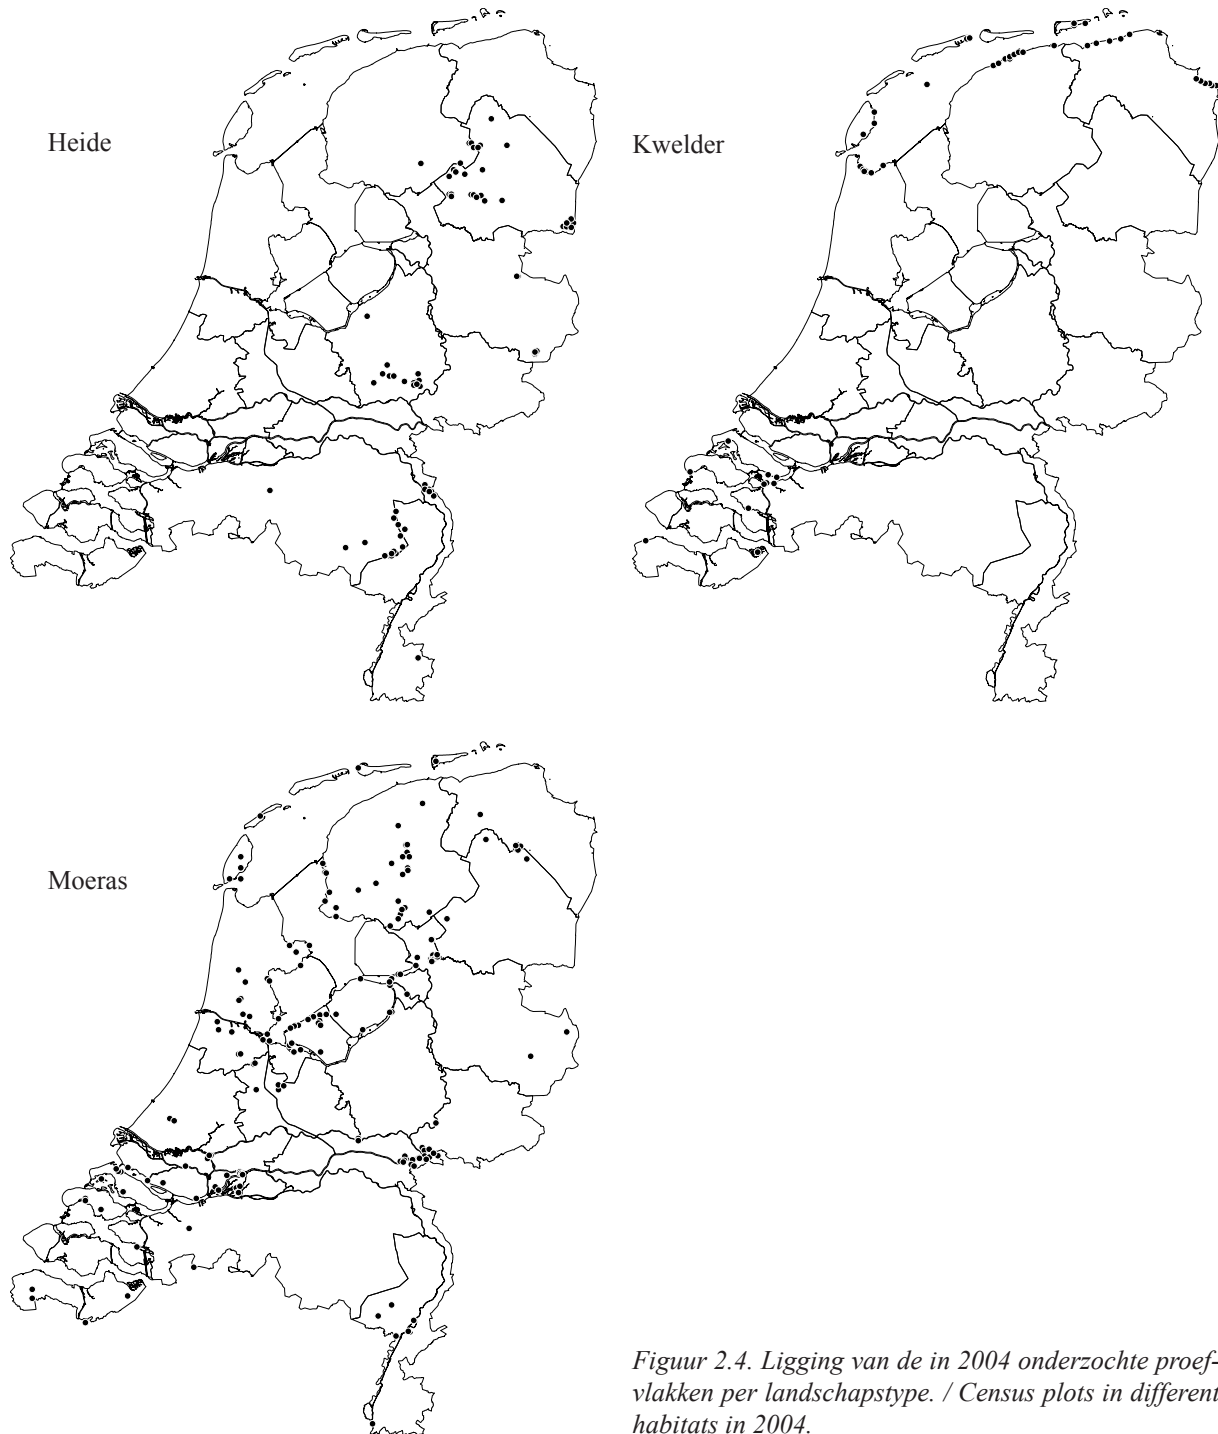 Heide
Kwelder
Moeras
Figuur 2.4. Ligging van de in 2004 onderzochte proef-
vlakken per landschapstype. / Census plots in different
habitats in 2004.